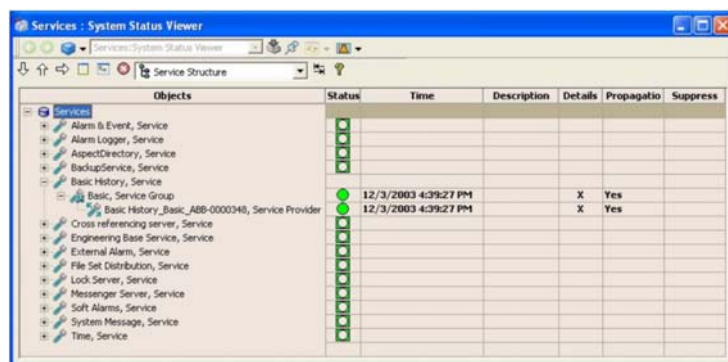 Services : System Status Viewer
Services:System Status Viewer
Service Structure
Objects Status Time Description Details Propagatio Suppress
Services
Alarm & Event, Service
Alarm Logger, Service
AspectDirectory, Service
BackupService, Service
Basic History, Service
Basic, Service Group 12/3/2003 4:39:27 PM X Yes
Basic History_Basic_ABB-0000348, Service Provider 12/3/2003 4:39:27 PM X Yes
Cross referencing server, Service
Engineering Base Service, Service
External Alarm, Service
File Set Distribution, Service
Lock Server, Service
Messenger Server, Service
Soft Alarms, Service
System Message, Service
Time, Service